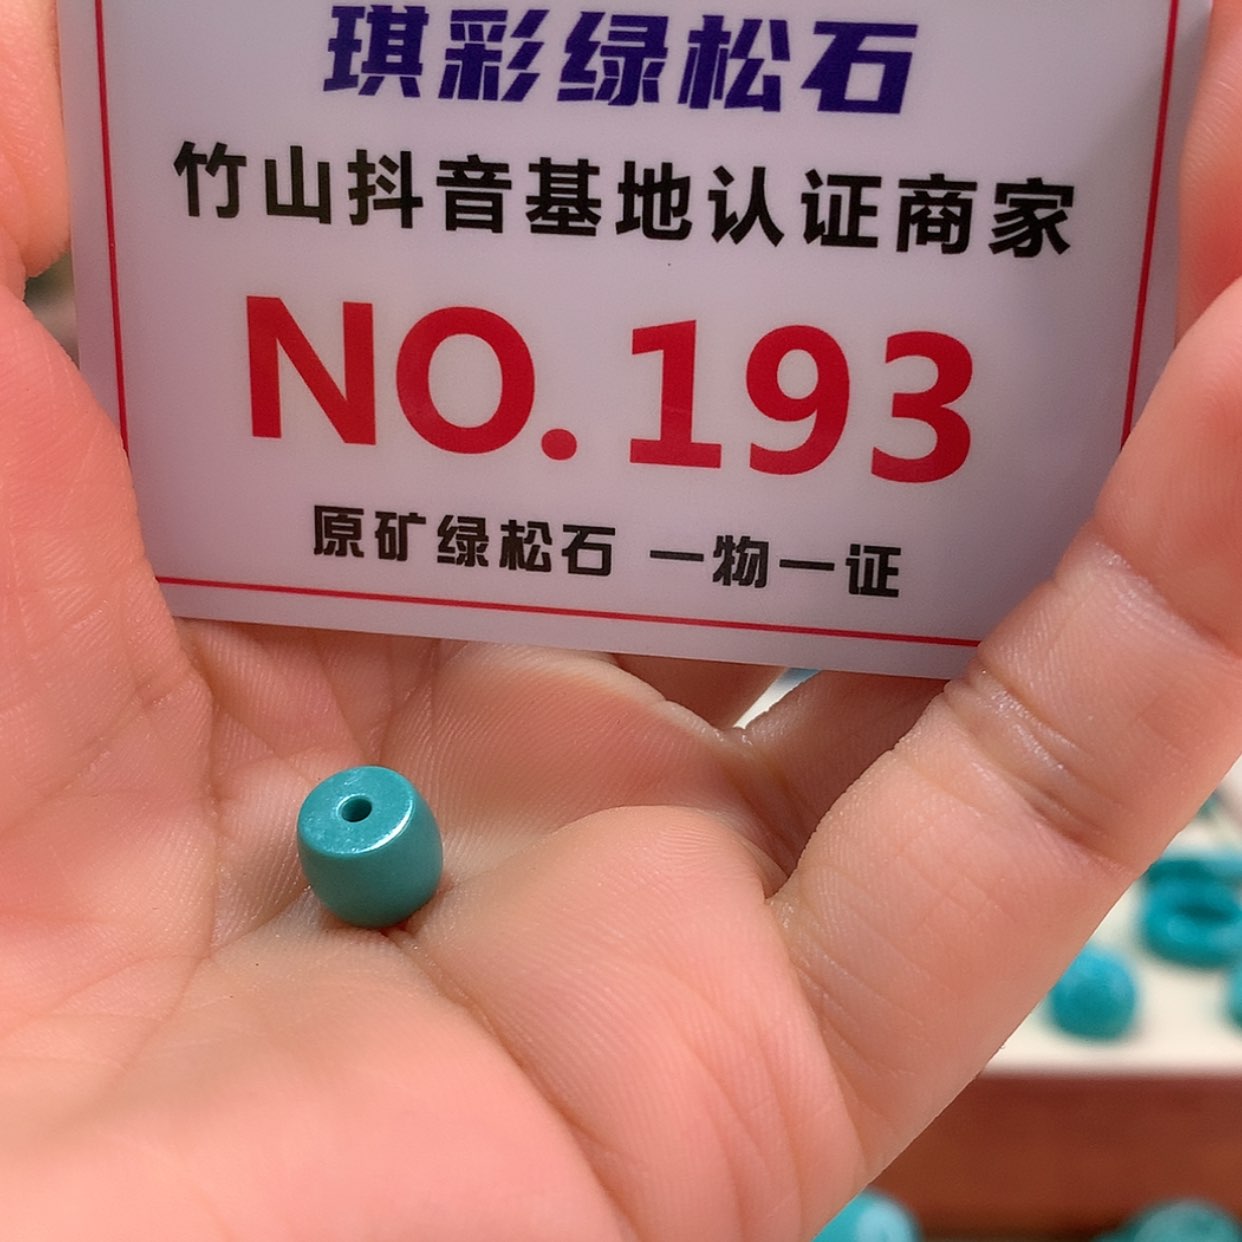 琪彩绿松石
竹山抖音基地认证商家
NO.193
原矿绿松石 一物一证